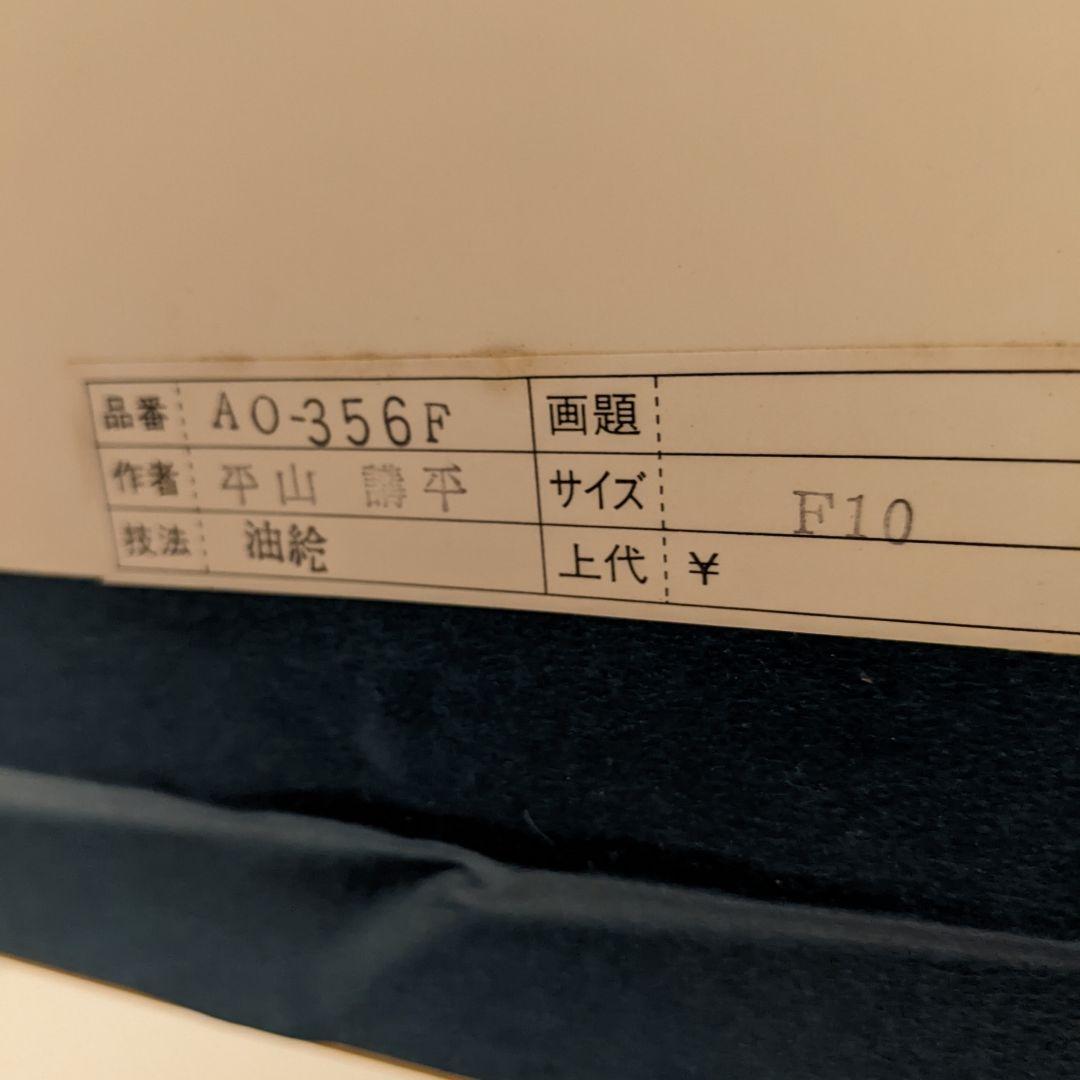 品番 AO-356F 画題
作者 平山 講平 サイズ F10
技法 油絵 上代 ¥